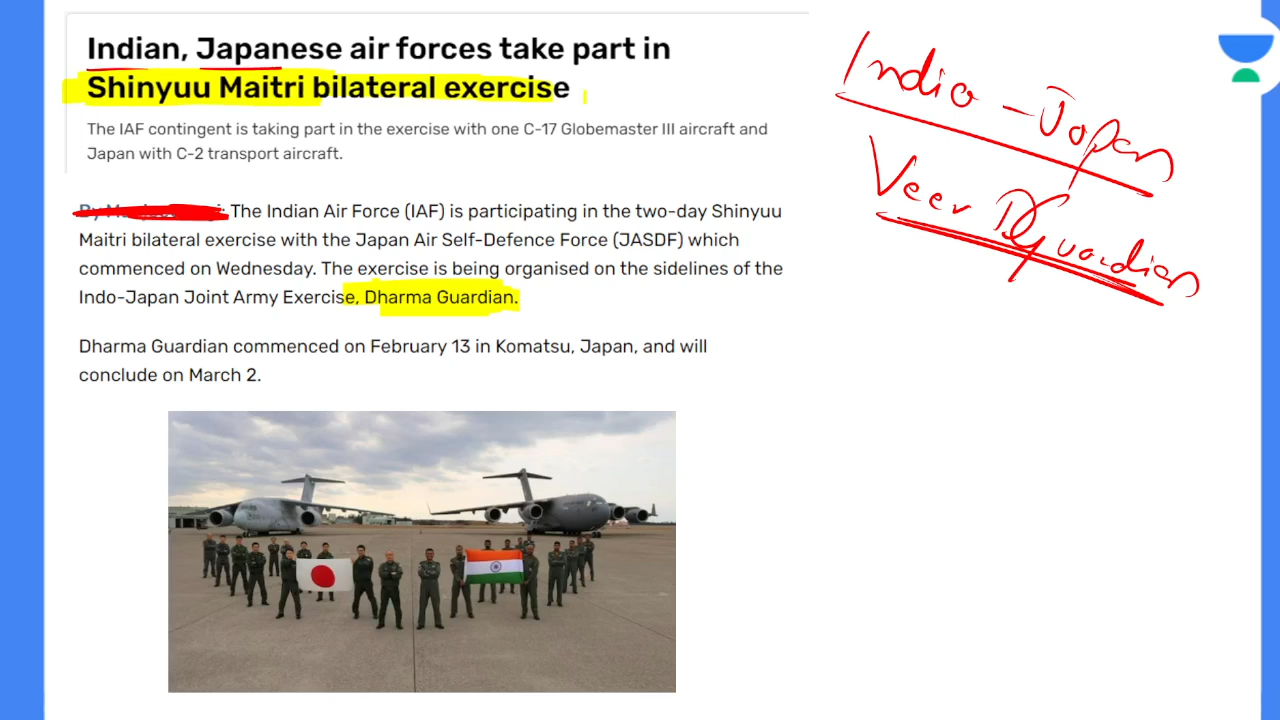 Indian, Japanese air forces take part in
Shinyuu Maitri bilateral exercise
The IAF contingent is taking part in the exercise with one C-17 Globemaster III aircraft and
Japan with C-2 transport aircraft.
The Indian Air Force (IAF) is participating in the two-day Shinyuu
Maitri bilateral exercise with the Japan Air Self-Defence Force (JASDF) which
commenced on Wednesday. The exercise is being organised on the sidelines of the
Indo-Japan Joint Army Exercise, Dharma Guardian.
Dharma Guardian commenced on February 13 in Komatsu, Japan, and will
conclude on March 2.
India - Japan
Veer Guardian